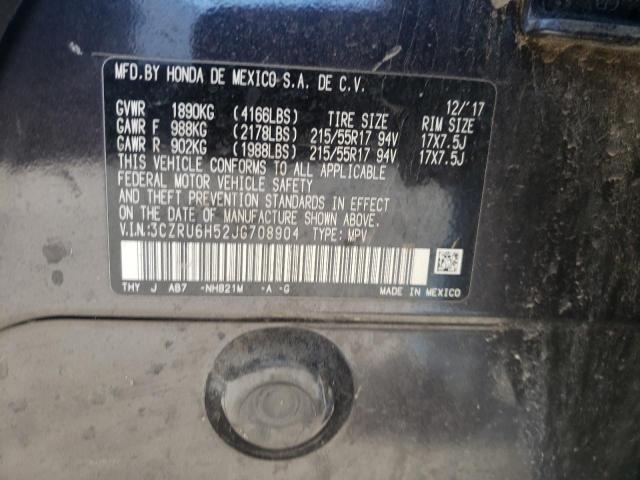 MFD.BY HONDA DE MEXICO S.A. DE C.V.
12/'17
GVWR 1890KG (4166LBS) TIRE SIZE RIM SIZE
GAWR F 988KG (2178LBS) 215/55R17 94V 17X7.5J
GAWR R 902KG (1988LBS) 215/55R17 94V 17X7.5J
THIS VEHICLE CONFORMS TO ALL APPLICABLE
FEDERAL MOTOR VEHICLE SAFETY
AND THEFT PREVENTION STANDARDS IN EFFECT
ON THE DATE OF MANUFACTURE SHOWN ABOVE.
V.I.N.:3CZRU6H52JG708904 TYPE: MPV
THY J AB7 -NH821M -A -G MADE IN MEXICO